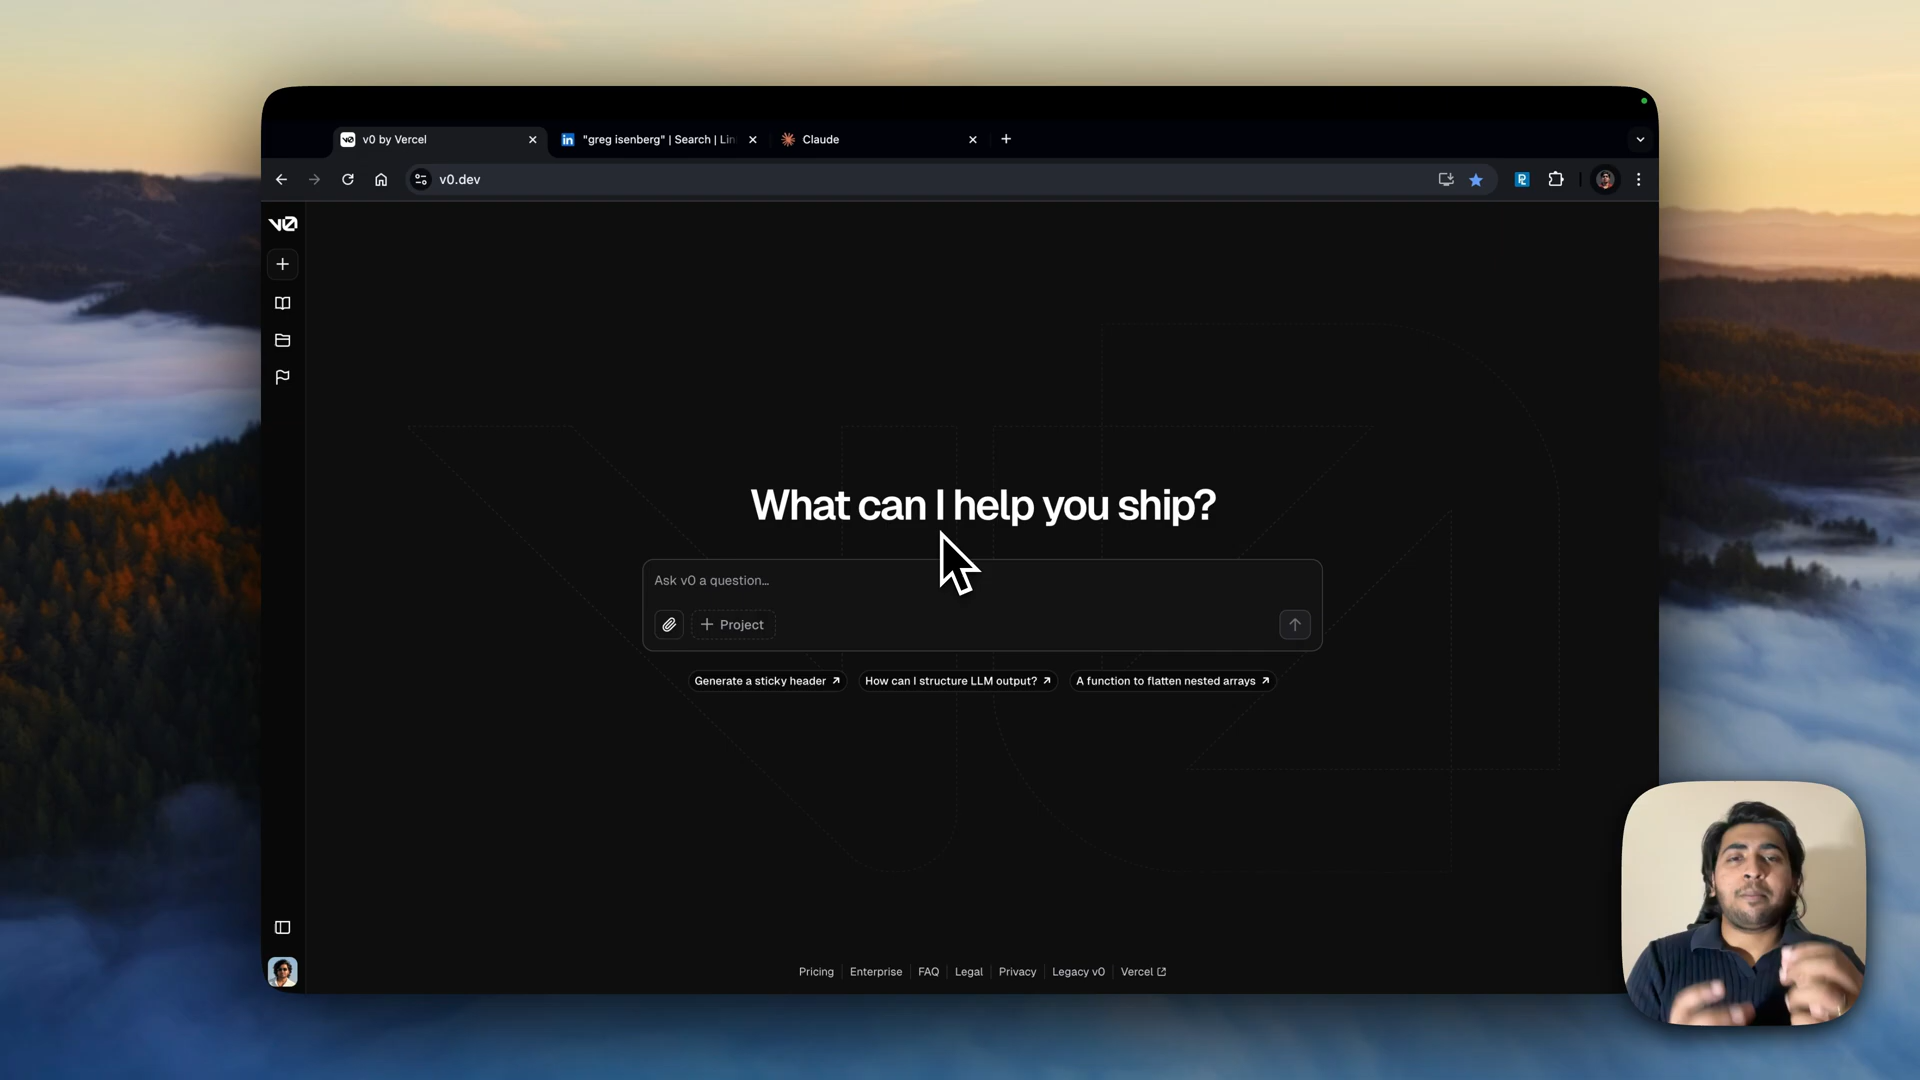 v0 by Vercel
"greg isenberg" | Search | Lin
Claude
v0.dev
v0
What can I help you ship?
Ask v0 a question...
Project
Generate a sticky header
How can I structure LLM output?
A function to flatten nested arrays
Pricing
Enterprise
FAQ
Legal
Privacy
Legacy v0
Vercel